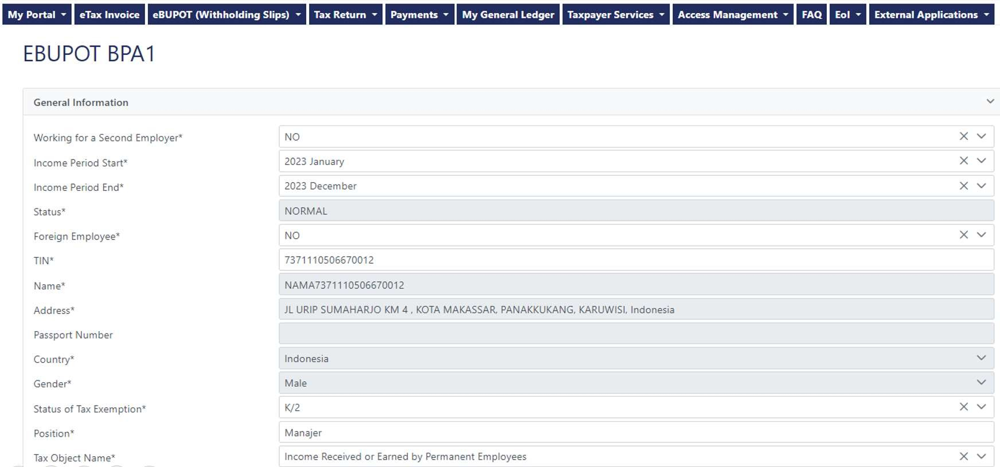 My Portal eTax Invoice eBUPOT (Withholding Slips) Tax Return Payments My General Ledger Taxpayer Services Access Management FAQ EoI External Applications
EBUPOT BPA1
General Information
Working for a Second Employer* NO
Income Period Start* 2023 January
Income Period End* 2023 December
Status* NORMAL
Foreign Employee* NO
TIN* 7371110506670012
Name* NAMA7371110506670012
Address* JL URIP SUMAHARJO KM 4 , KOTA MAKASSAR, PANAKKUKANG, KARUWISI, Indonesia
Passport Number
Country* Indonesia
Gender* Male
Status of Tax Exemption* K/2
Position* Manajer
Tax Object Name* Income Received or Earned by Permanent Employees